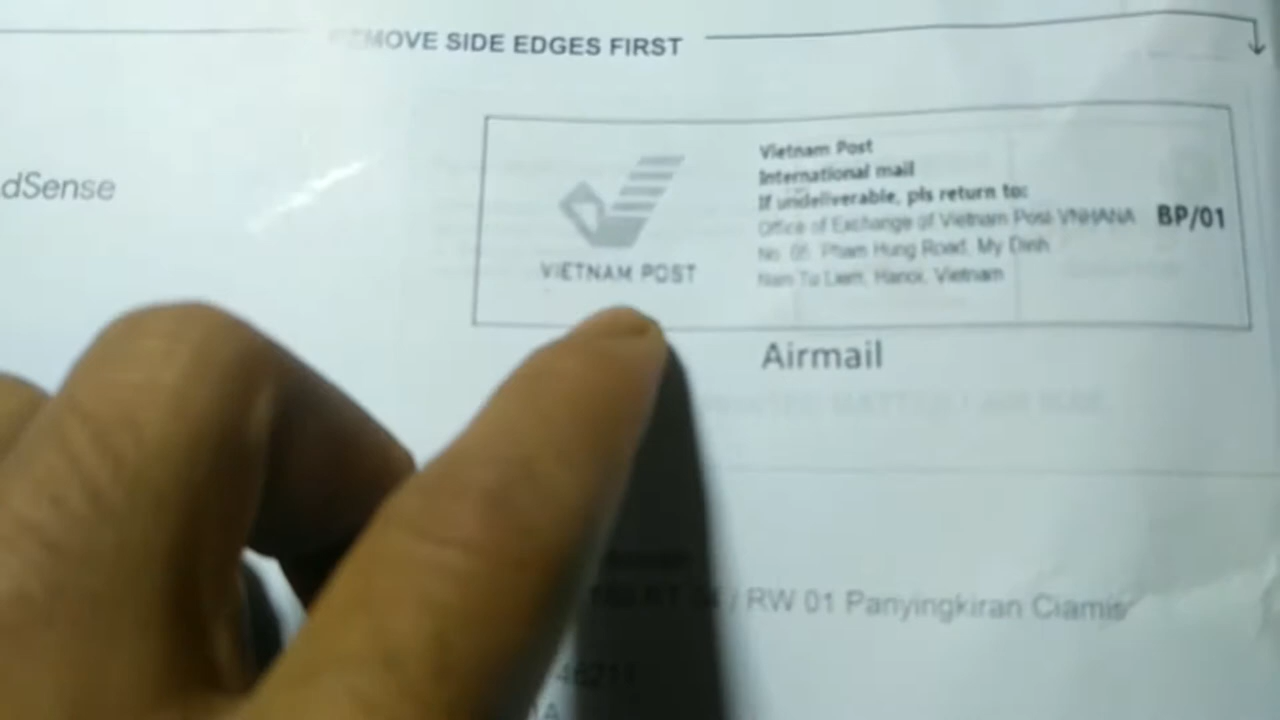 MOVE SIDE EDGES FIRST
dSense
VIETNAM POST
Vietnam Post
International mail
If undeliverable, pls return to:
Office of Exchange of Vietnam Post-VNHANA
No. 05, Pham Hung Road, My Dinh
Nam Tu Liem, Hanoi, Vietnam
BP/01
Airmail
/ RW 01 Panyingkiran Ciamis